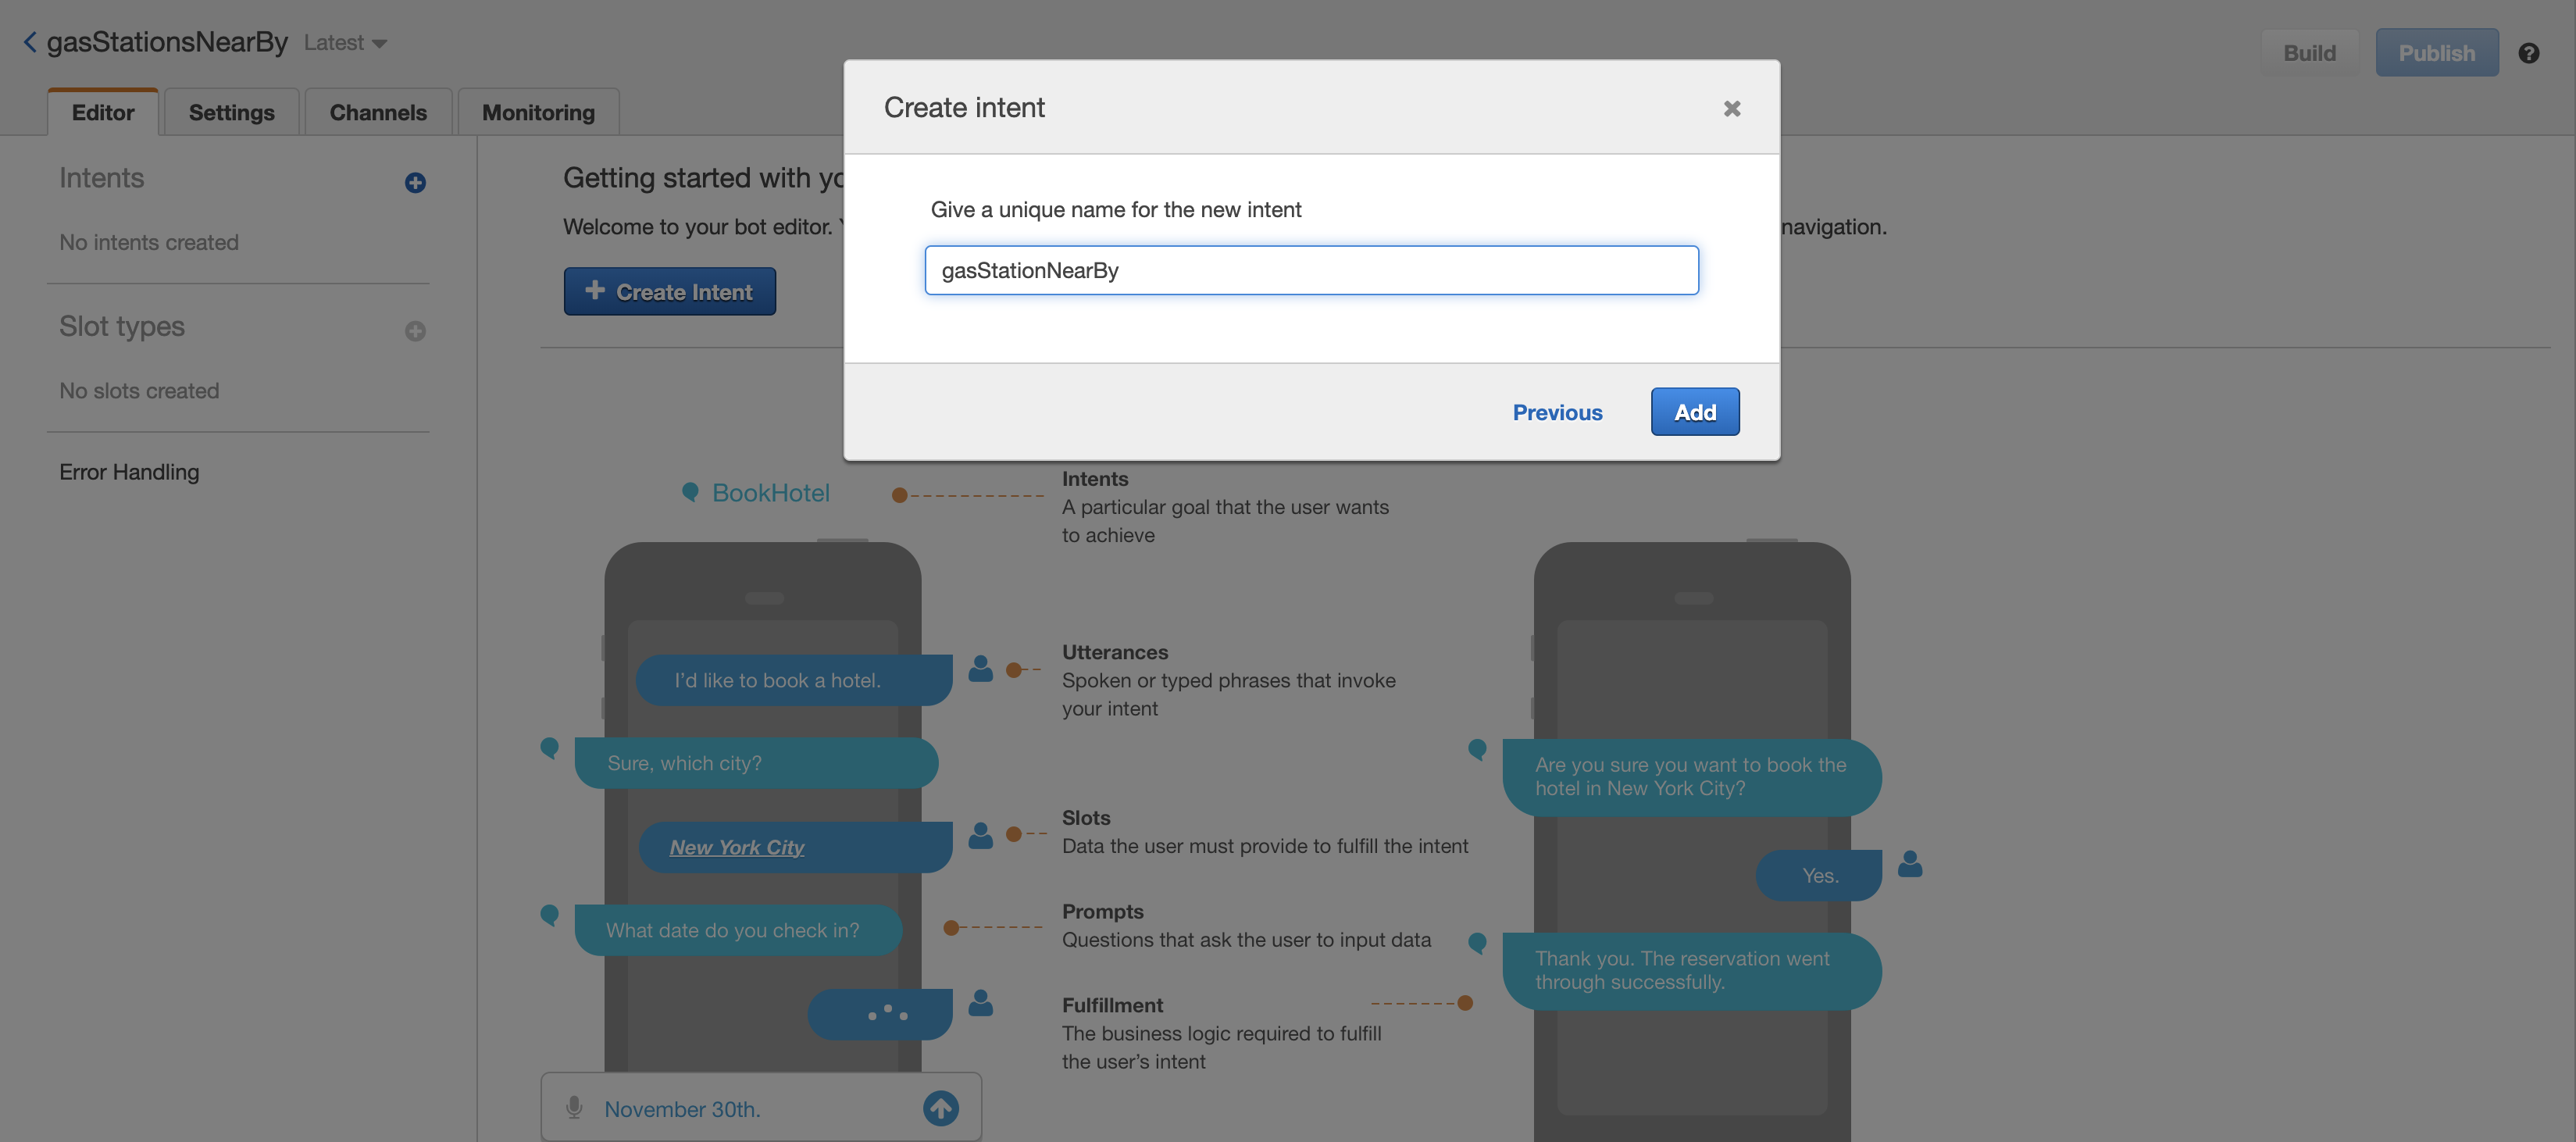 gasStationsNearBy Latest
Build Publish
Editor Settings Channels Monitoring
Create intent
Give a unique name for the new intent
gasStationNearBy
Previous Add
Intents
No intents created
Slot types
No slots created
Error Handling
Getting started with yo
Welcome to your bot editor. navigation.
Create Intent
BookHotel
Intents
A particular goal that the user wants
to achieve
I'd like to book a hotel.
Utterances
Spoken or typed phrases that invoke
your intent
Sure, which city?
New York City
Slots
Data the user must provide to fulfill the intent
What date do you check in?
Prompts
Questions that ask the user to input data
Fulfillment
The business logic required to fulfill
the user's intent
November 30th.
Are you sure you want to book the
hotel in New York City?
Yes.
Thank you. The reservation went
through successfully.